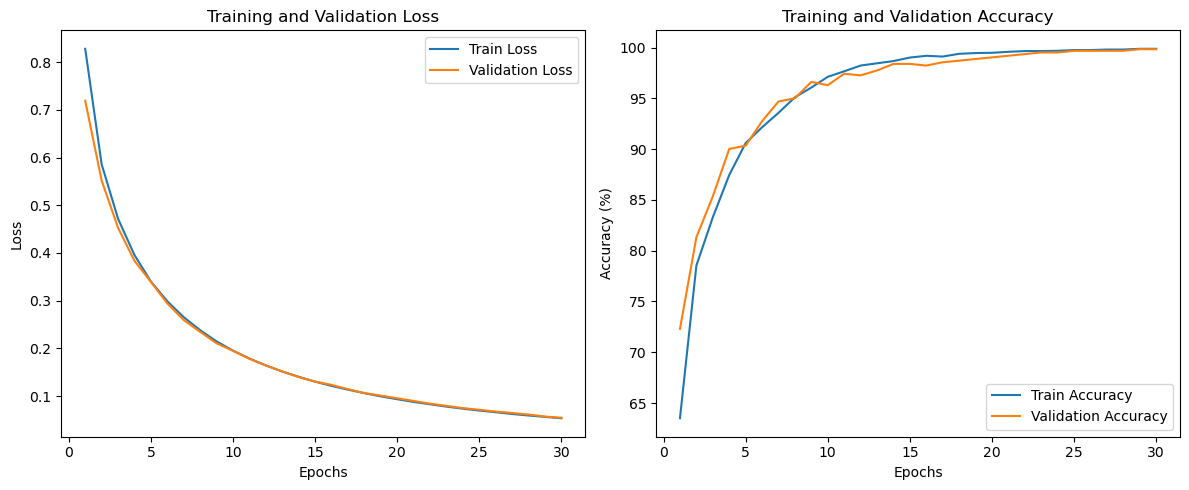 Training and Validation Loss
Train Loss
Validation Loss
Loss
0.8
0.7
0.6
0.5
0.4
0.3
0.2
0.1
0 5 10 15 20 25 30
Epochs
Training and Validation Accuracy
Accuracy (%)
100
95
90
85
80
75
70
65
Train Accuracy
Validation Accuracy
0 5 10 15 20 25 30
Epochs